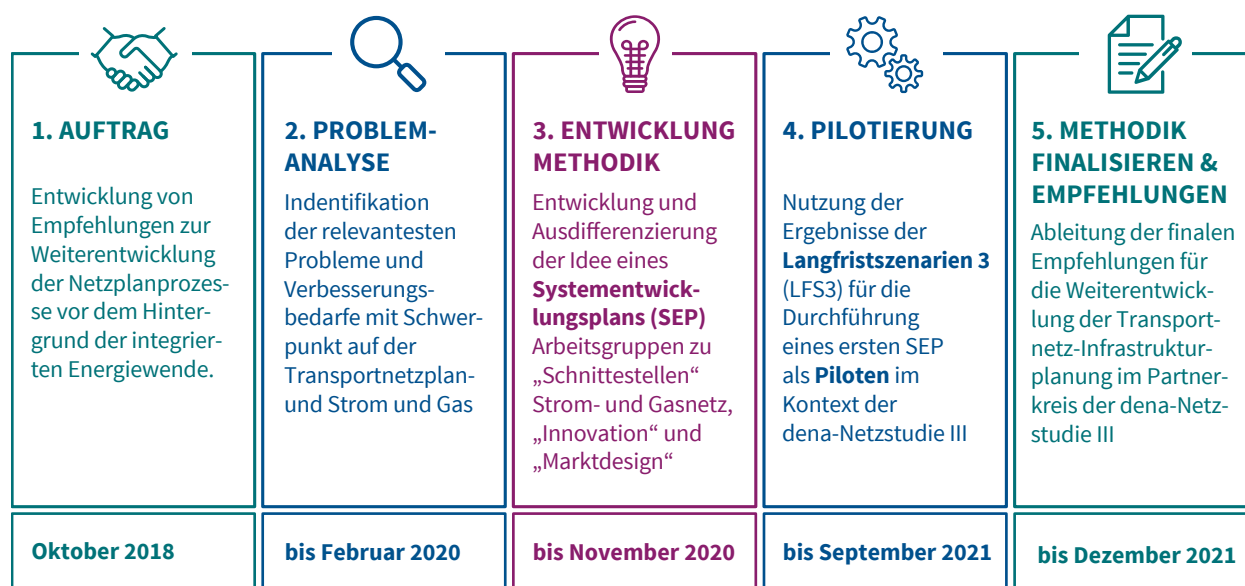 1. AUFTRAG
Entwicklung von
Empfehlungen zur
Weiterentwicklung
der Netzplanprozes-
se vor dem Hinter-
grund der integrier-
ten Energiewende.
Oktober 2018
2. PROBLEM-
ANALYSE
Indentifikation
der relevantesten
Probleme und
Verbesserungs-
bedarfe mit Schwer-
punkt auf der
Transportnetzplan-
und Strom und Gas
bis Februar 2020
3. ENTWICKLUNG
METHODIK
Entwicklung und
Ausdifferenzierung
der Idee eines
Systementwick-
lungsplans (SEP)
Arbeitsgruppen zu
„Schnittestellen“
Strom- und Gasnetz,
„Innovation“ und
„Marktdesign“
bis November 2020
4. PILOTIERUNG
Nutzung der
Ergebnisse der
Langfristszenarien 3
(LFS3) für die
Durchführung
eines ersten SEP
als Piloten im
Kontext der
dena-Netzstudie III
bis September 2021
5. METHODIK
FINALISIEREN &
EMPFEHLUNGEN
Ableitung der finalen
Empfehlungen für
die Weiterentwick-
lung der Transport-
netz-Infrastruktur-
planung im Partner-
kreis der dena-Netz-
studie III
bis Dezember 2021